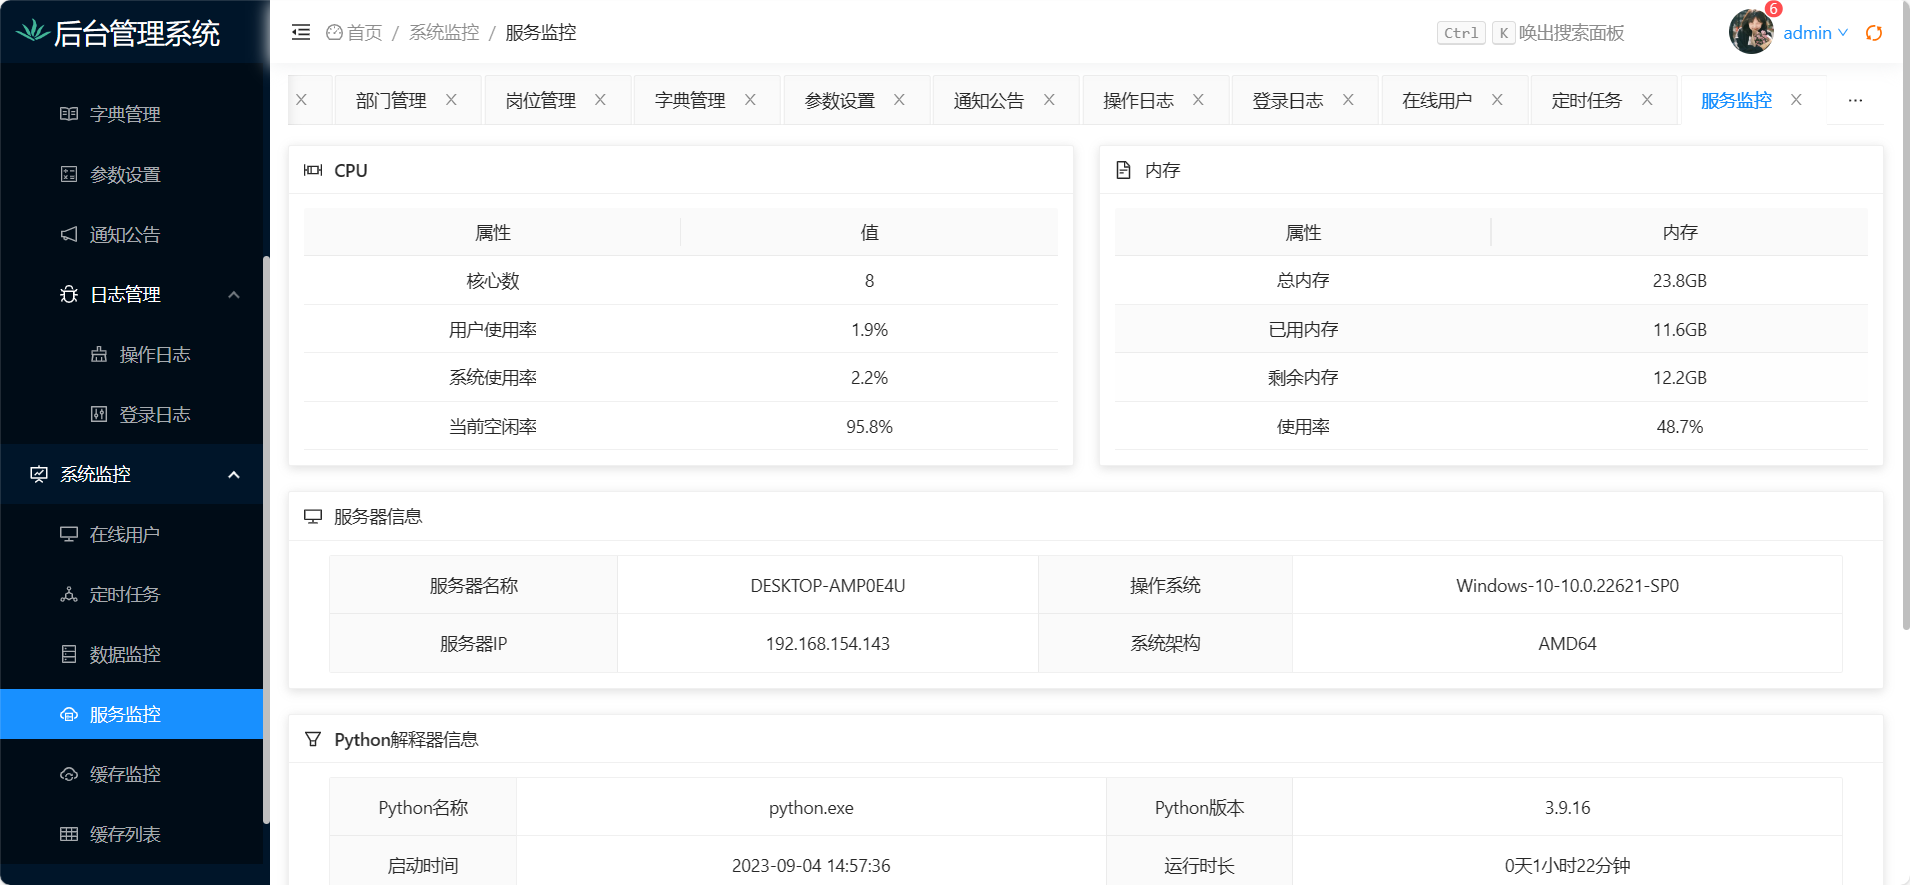 后台管理系统
首页 / 系统监控 / 服务监控
Ctrl K 唤出搜索面板
6
admin
部门管理 岗位管理 字典管理 参数设置 通知公告 操作日志 登录日志 在线用户 定时任务 服务监控 ...
字典管理
参数设置
通知公告
日志管理
操作日志
登录日志
系统监控
在线用户
定时任务
数据监控
服务监控
缓存监控
缓存列表
CPU
属性 值
核心数 8
用户使用率 1.9%
系统使用率 2.2%
当前空闲率 95.8%
内存
属性 内存
总内存 23.8GB
已用内存 11.6GB
剩余内存 12.2GB
使用率 48.7%
服务器信息
服务器名称 DESKTOP-AMP0E4U 操作系统 Windows-10-10.0.22621-SP0
服务器IP 192.168.154.143 系统架构 AMD64
Python解释器信息
Python名称 python.exe Python版本 3.9.16
启动时间 2023-09-04 14:57:36 运行时长 0天1小时22分钟